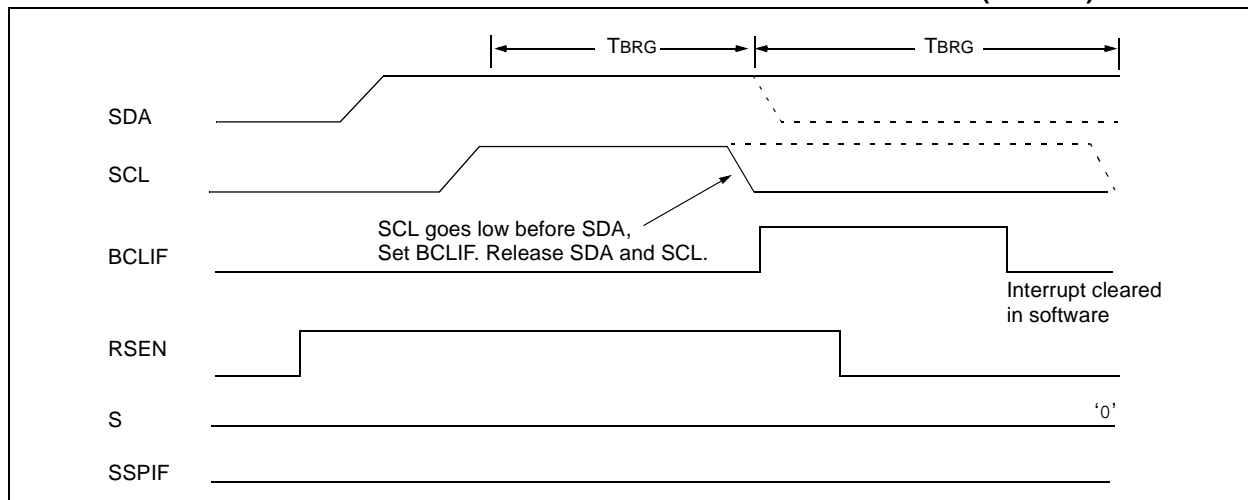 TBRG TBRG
SDA
SCL
SCL goes low before SDA,
Set BCLIF. Release SDA and SCL.
BCLIF
Interrupt cleared
in software
RSEN
S
‘0’
SSPIF